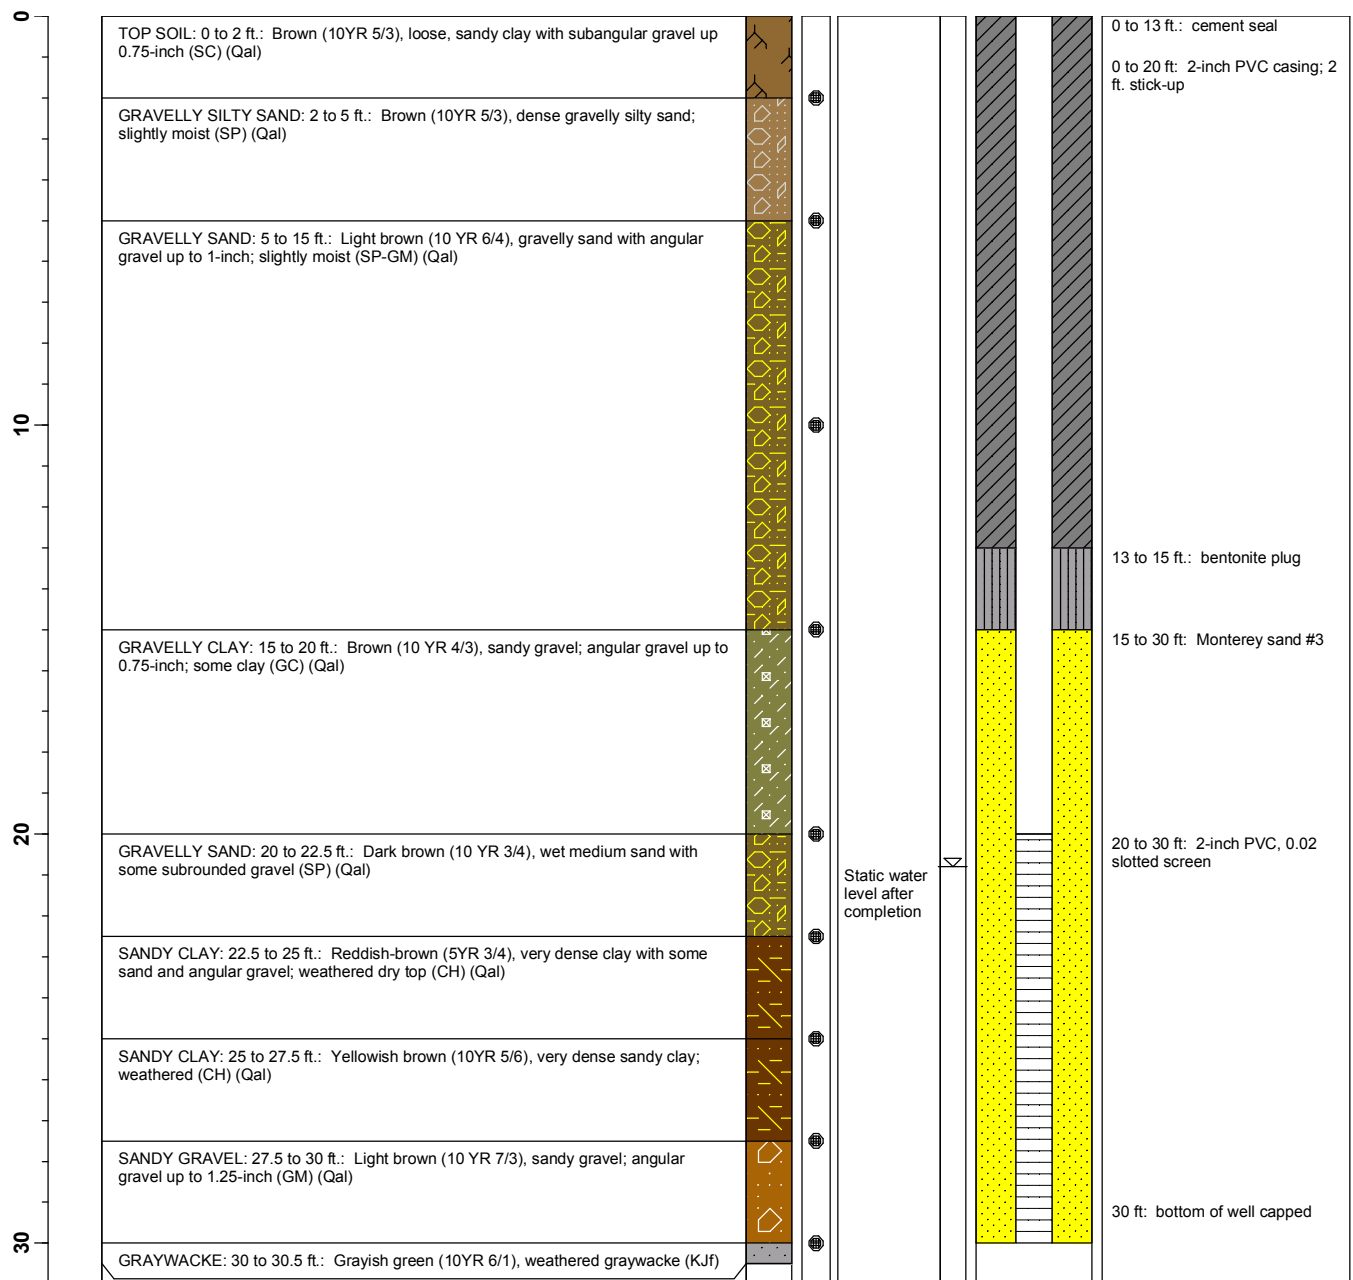 0
TOP SOIL: 0 to 2 ft.: Brown (10YR 5/3), loose, sandy clay with subangular gravel up
0.75-inch (SC) (Qal)
0 to 13 ft.: cement seal
0 to 20 ft: 2-inch PVC casing; 2
ft. stick-up
GRAVELLY SILTY SAND: 2 to 5 ft.: Brown (10YR 5/3), dense gravelly silty sand;
slightly moist (SP) (Qal)
GRAVELLY SAND: 5 to 15 ft.: Light brown (10 YR 6/4), gravelly sand with angular
gravel up to 1-inch; slightly moist (SP-GM) (Qal)
10
13 to 15 ft.: bentonite plug
GRAVELLY CLAY: 15 to 20 ft.: Brown (10 YR 4/3), sandy gravel; angular gravel up to
0.75-inch; some clay (GC) (Qal)
15 to 30 ft: Monterey sand #3
20
GRAVELLY SAND: 20 to 22.5 ft.: Dark brown (10 YR 3/4), wet medium sand with
some subrounded gravel (SP) (Qal)
Static water
level after
completion
20 to 30 ft: 2-inch PVC, 0.02
slotted screen
SANDY CLAY: 22.5 to 25 ft.: Reddish-brown (5YR 3/4), very dense clay with some
sand and angular gravel; weathered dry top (CH) (Qal)
SANDY CLAY: 25 to 27.5 ft.: Yellowish brown (10YR 5/6), very dense sandy clay;
weathered (CH) (Qal)
SANDY GRAVEL: 27.5 to 30 ft.: Light brown (10 YR 7/3), sandy gravel; angular
gravel up to 1.25-inch (GM) (Qal)
30 ft: bottom of well capped
30
GRAYWACKE: 30 to 30.5 ft.: Grayish green (10YR 6/1), weathered graywacke (KJf)